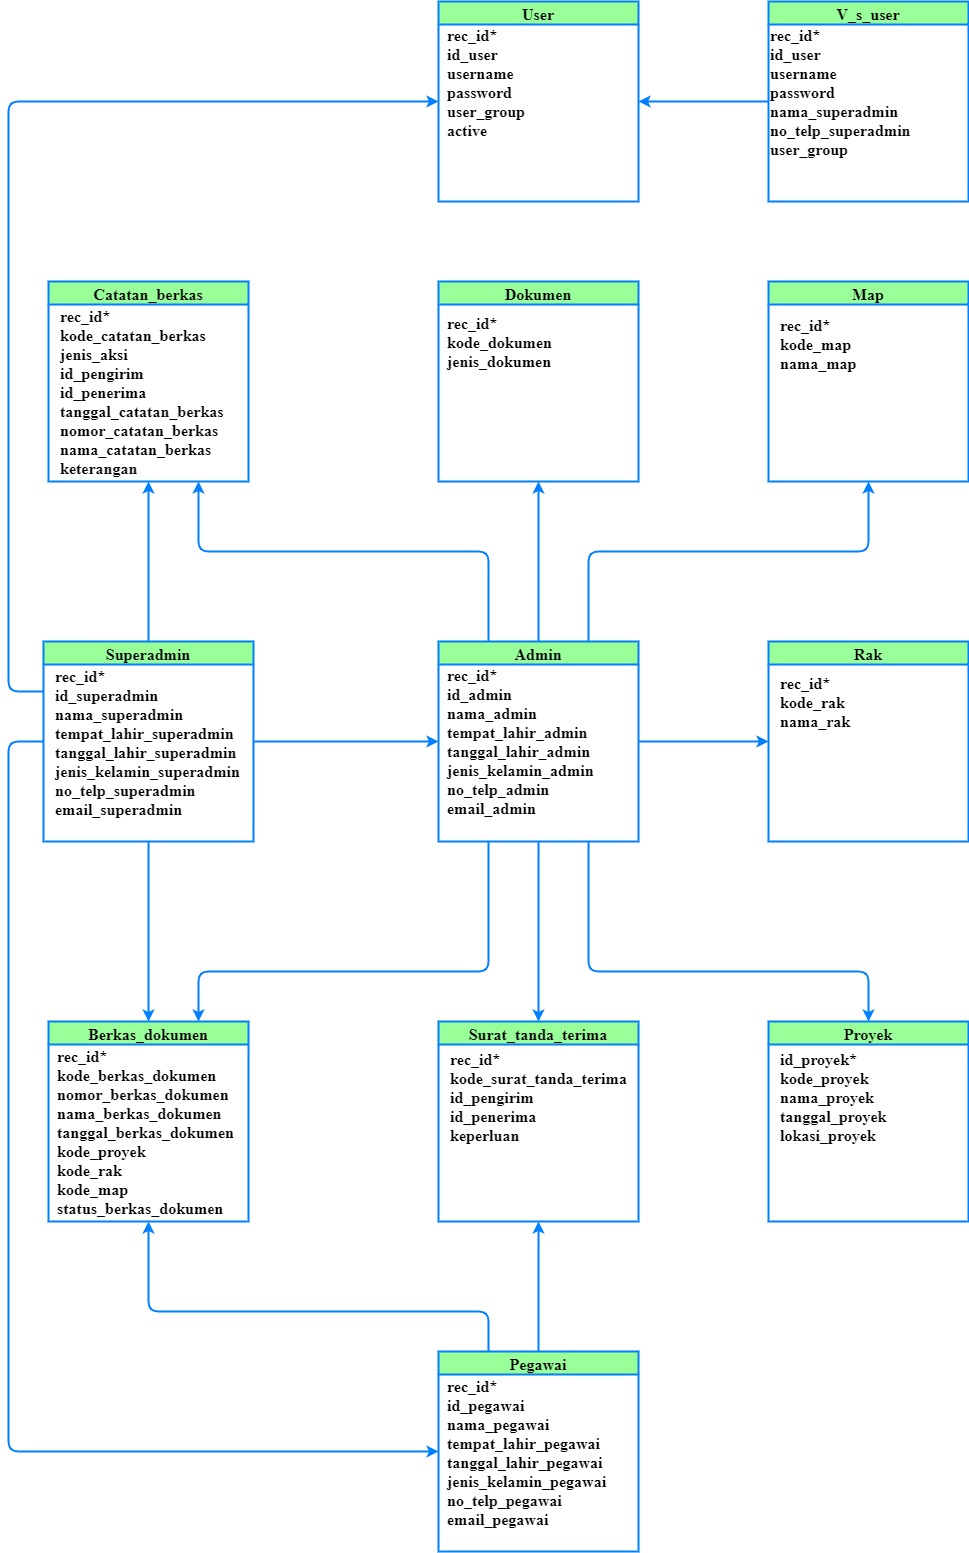 User
rec_id*
id_user
username
password
user_group
active
V_s_user
rec_id*
id_user
username
password
nama_superadmin
no_telp_superadmin
user_group
Catatan_berkas
rec_id*
kode_catatan_berkas
jenis_aksi
id_pengirim
id_penerima
tanggal_catatan_berkas
nomor_catatan_berkas
nama_catatan_berkas
keterangan
Dokumen
rec_id*
kode_dokumen
jenis_dokumen
Map
rec_id*
kode_map
nama_map
Superadmin
rec_id*
id_superadmin
nama_superadmin
tempat_lahir_superadmin
tanggal_lahir_superadmin
jenis_kelamin_superadmin
no_telp_superadmin
email_superadmin
Admin
rec_id*
id_admin
nama_admin
tempat_lahir_admin
tanggal_lahir_admin
jenis_kelamin_admin
no_telp_admin
email_admin
Rak
rec_id*
kode_rak
nama_rak
Berkas_dokumen
rec_id*
kode_berkas_dokumen
nomor_berkas_dokumen
nama_berkas_dokumen
tanggal_berkas_dokumen
kode_proyek
kode_rak
kode_map
status_berkas_dokumen
Surat_tanda_terima
rec_id*
kode_surat_tanda_terima
id_pengirim
id_penerima
keperluan
Proyek
id_proyek*
kode_proyek
nama_proyek
tanggal_proyek
lokasi_proyek
Pegawai
rec_id*
id_pegawai
nama_pegawai
tempat_lahir_pegawai
tanggal_lahir_pegawai
jenis_kelamin_pegawai
no_telp_pegawai
email_pegawai